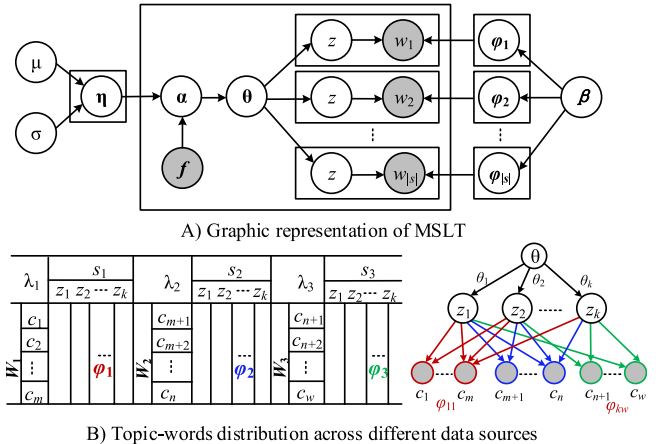 μ
σ
η
α
f
θ
z w₁ φ₁
z w₂ φ₂
z w|s| φ|s|
β
A) Graphic representation of MSLT
λ₁ s₁ λ₂ s₂ λ₃ s₃
z₁ z₂ --- zₖ z₁ z₂ --- zₖ z₁ z₂ --- zₖ
W₁ c₁ c₂ cₘ φ₁
W₂ cₘ₊₁ cₘ₊₂ cₙ φ₂
W₃ cₙ₊₁ cₙ₊₂ c_w φ₃
θ
θ₁ θ₂ θₖ
z₁ z₂ zₖ
c₁ cₘ cₘ₊₁ cₙ cₙ₊₁ c_w
φ₁₁ φₖw
B) Topic-words distribution across different data sources